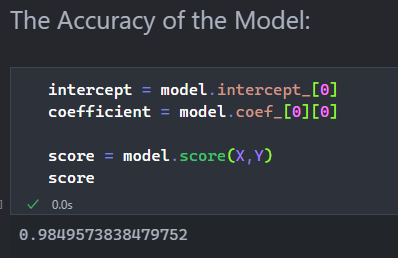 The Accuracy of the Model:
intercept = model.intercept_[0]
coefficient = model.coef_[0][0]
score = model.score(X,Y)
score
✓ 0.0s
0.9849573838479752